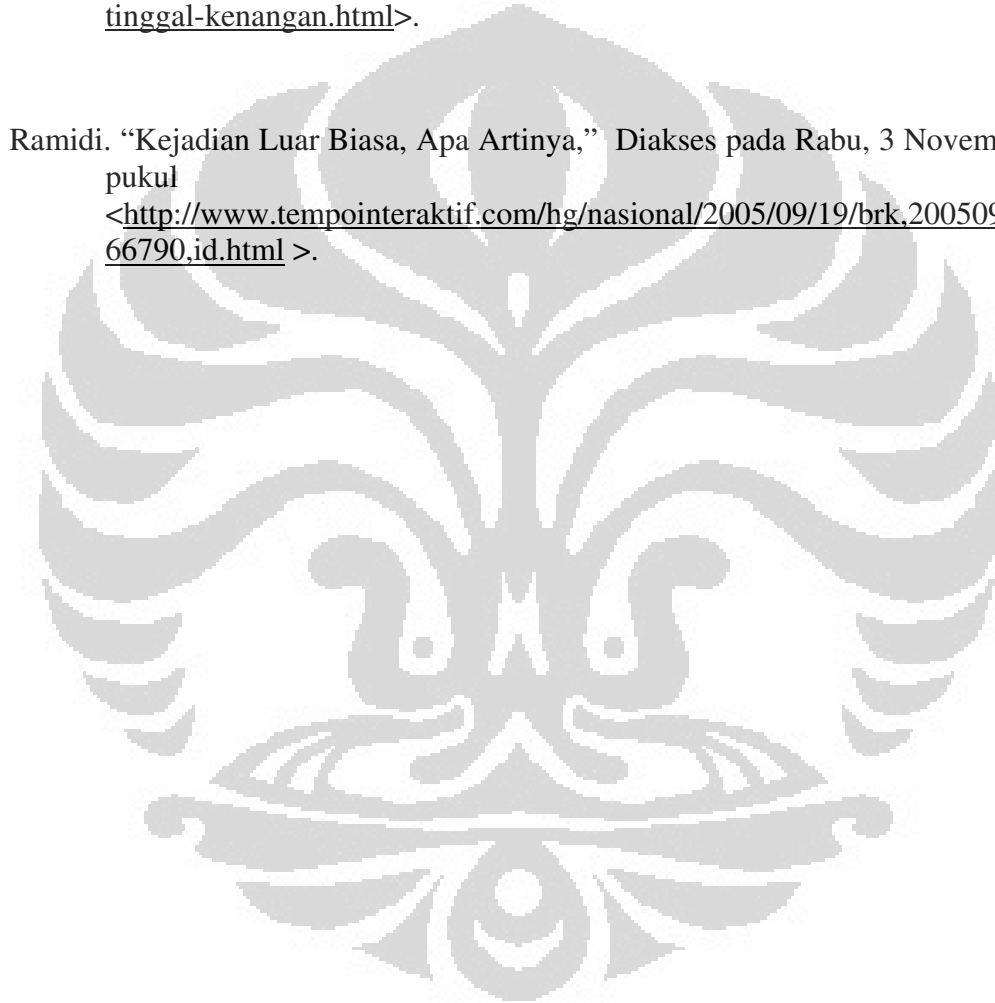 tinggal-kenangan.html>.
Ramidi. “Kejadian Luar Biasa, Apa Artinya,” Diakses pada Rabu, 3 Novem
pukul
<http://www.tempointeraktif.com/hg/nasional/2005/09/19/brk,200509
66790,id.html >.